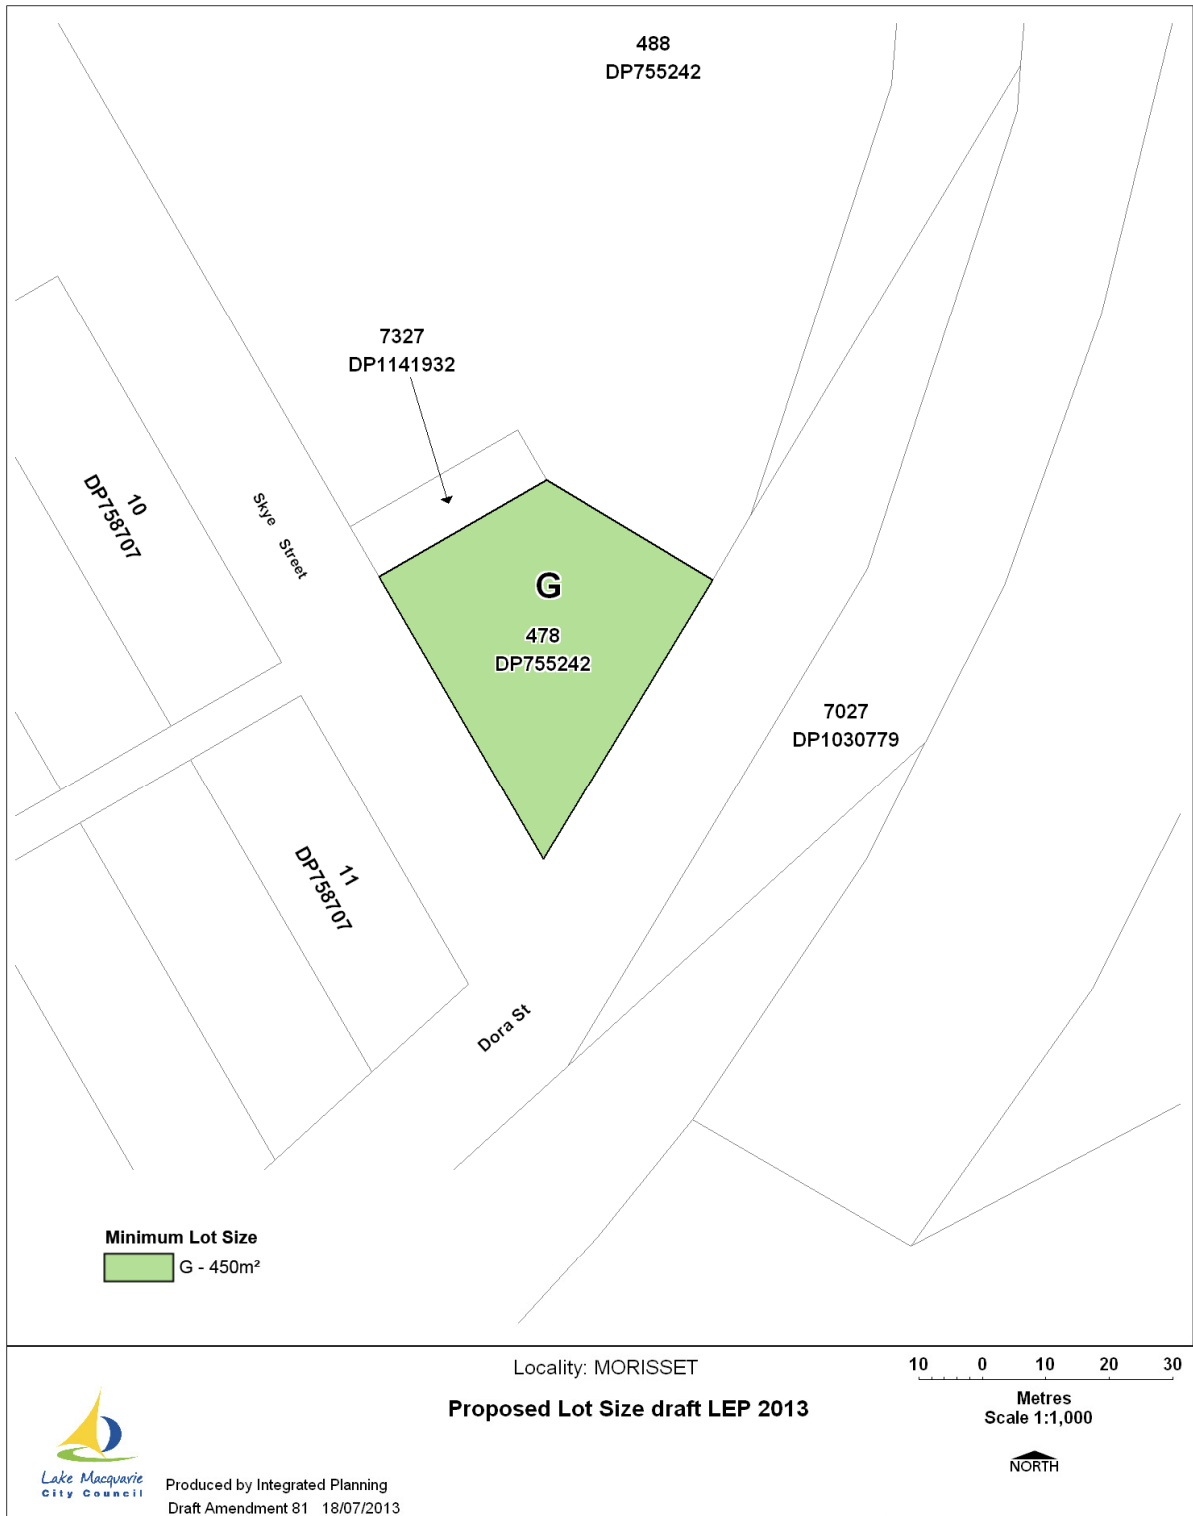 488
DP755242
7327
DP1141932
10
DP758707
Skye Street
G
478
DP755242
7027
DP1030779
11
DP758707
Dora St
Minimum Lot Size
G - 450m²
Locality: MORISSET
Proposed Lot Size draft LEP 2013
10 0 10 20 30
Metres
Scale 1:1,000
NORTH
Lake Macquarie
City Council
Produced by Integrated Planning
Draft Amendment 81 18/07/2013